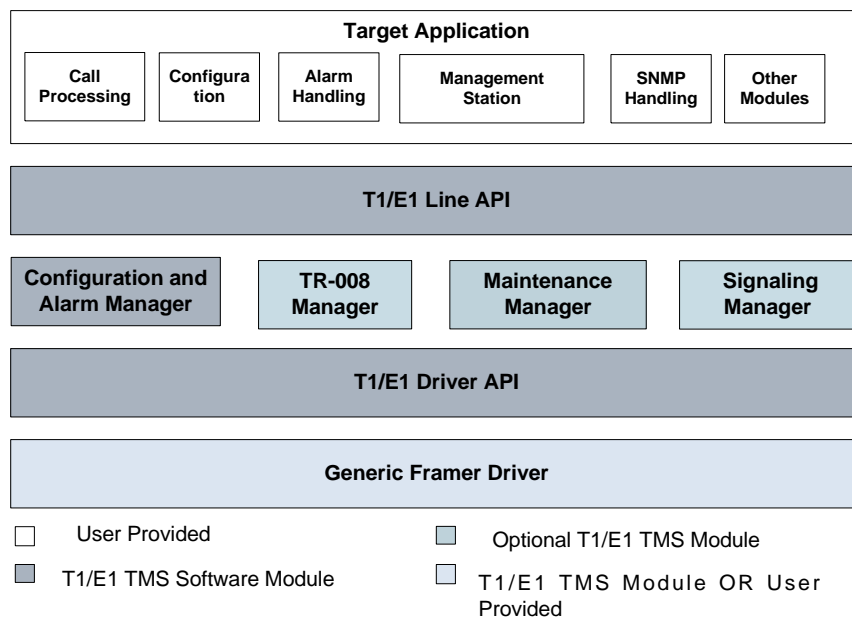 Target Application
Call
Processing
Configura
tion
Alarm
Handling
Management
Station
SNMP
Handling
Other
Modules
T1/E1 Line API
Configuration and
Alarm Manager
TR-008
Manager
Maintenance
Manager
Signaling
Manager
T1/E1 Driver API
Generic Framer Driver
User Provided
T1/E1 TMS Software Module
Optional T1/E1 TMS Module
T1/E1 TMS Module OR User
Provided